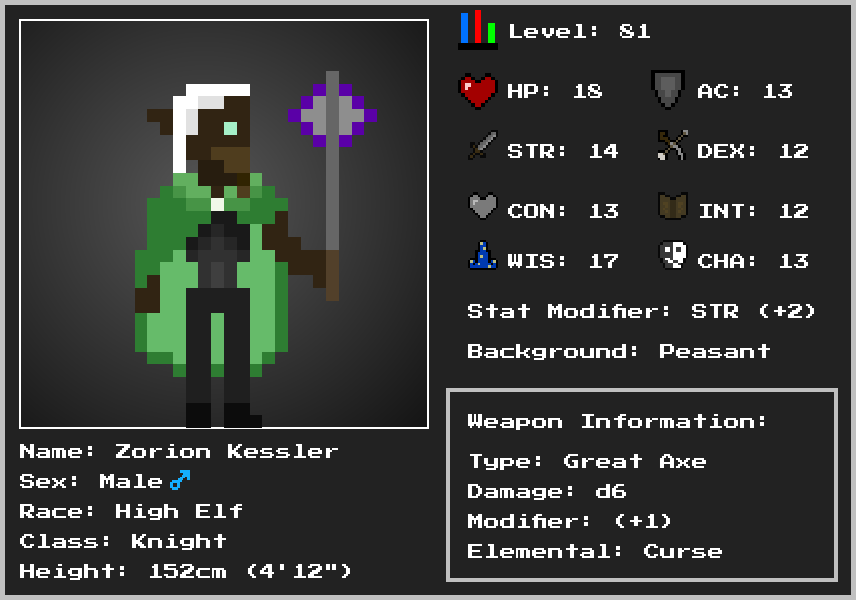 Level: 81
HP: 18 AC: 13
STR: 14 DEX: 12
CON: 13 INT: 12
WIS: 17 CHA: 13
Stat Modifier: STR (+2)
Background: Peasant
Weapon Information:
Type: Great Axe
Damage: d6
Modifier: (+1)
Elemental: Curse
Name: Zorion Kessler
Sex: Male♂
Race: High Elf
Class: Knight
Height: 152cm (4'12")